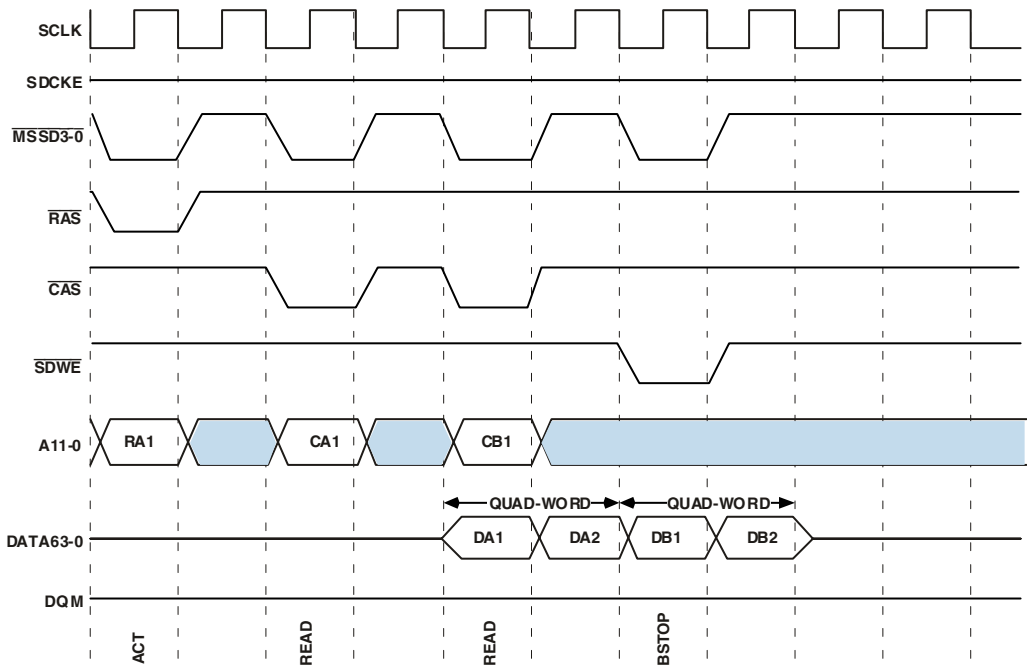 SCLK
SDCKE
MSSD3-0
RAS
CAS
SDWE
A11-0 RA1 CA1 CB1
QUAD-WORD QUAD-WORD
DATA63-0 DA1 DA2 DB1 DB2
DQM
ACT READ READ BSTOP